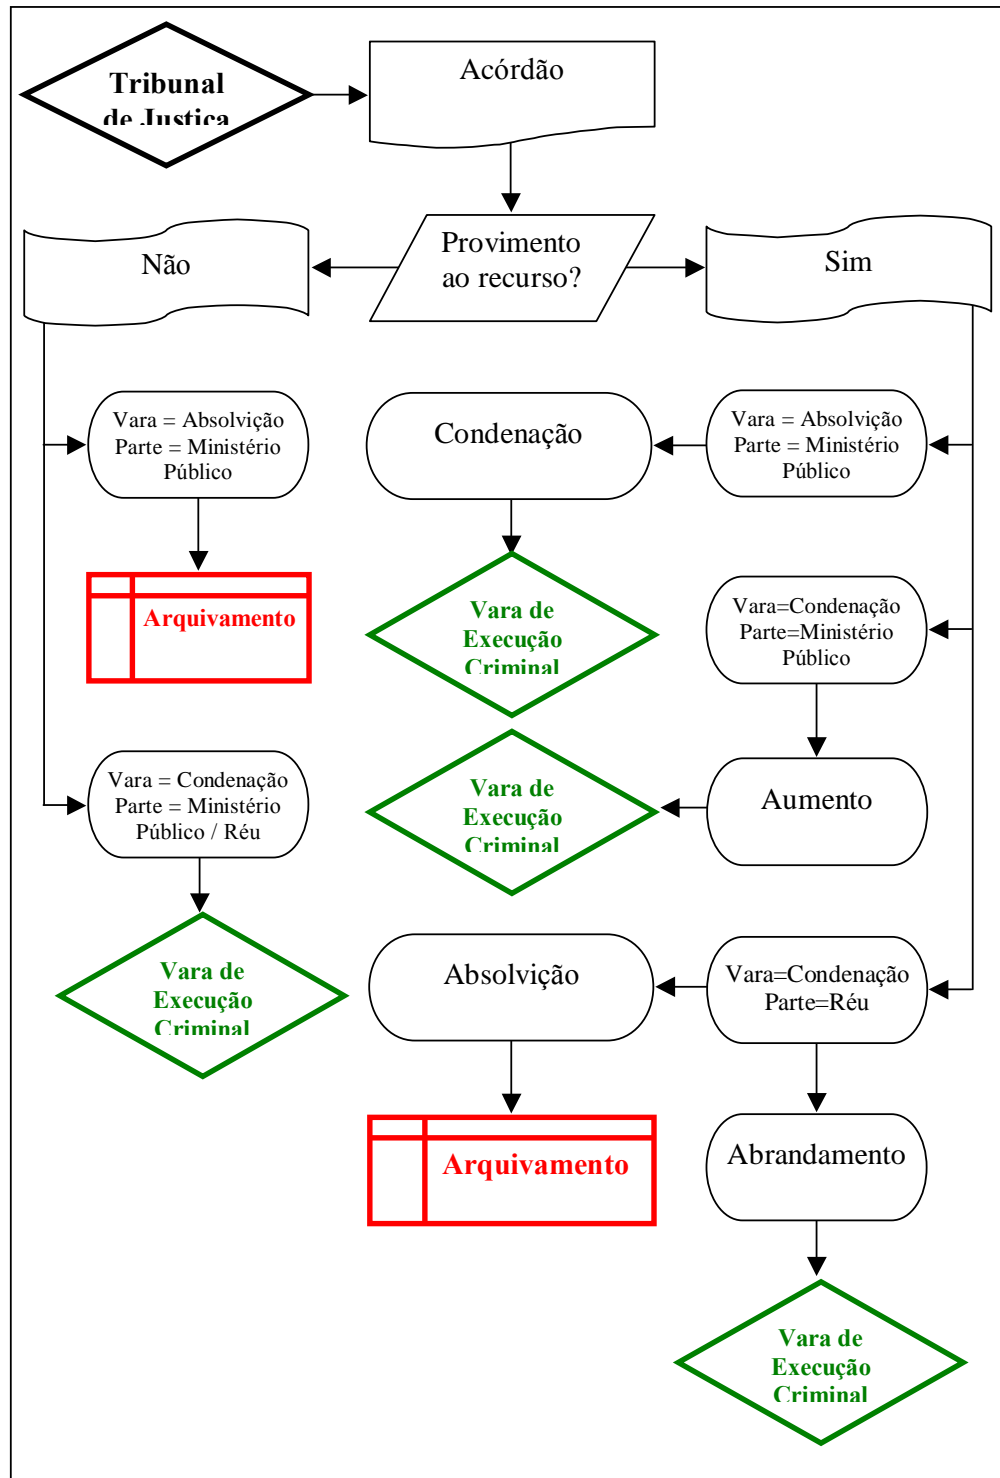 Tribunal
de Justiça
Acórdão
Provimento
ao recurso?
Não
Sim
Vara = Absolvição
Parte = Ministério
Público
Condenação
Vara = Absolvição
Parte = Ministério
Público
Arquivamento
Vara de
Execução
Criminal
Vara=Condenação
Parte=Ministério
Público
Vara = Condenação
Parte = Ministério
Público / Réu
Vara de
Execução
Criminal
Aumento
Vara de
Execução
Criminal
Absolvição
Vara=Condenação
Parte=Réu
Arquivamento
Abrandamento
Vara de
Execução
Criminal